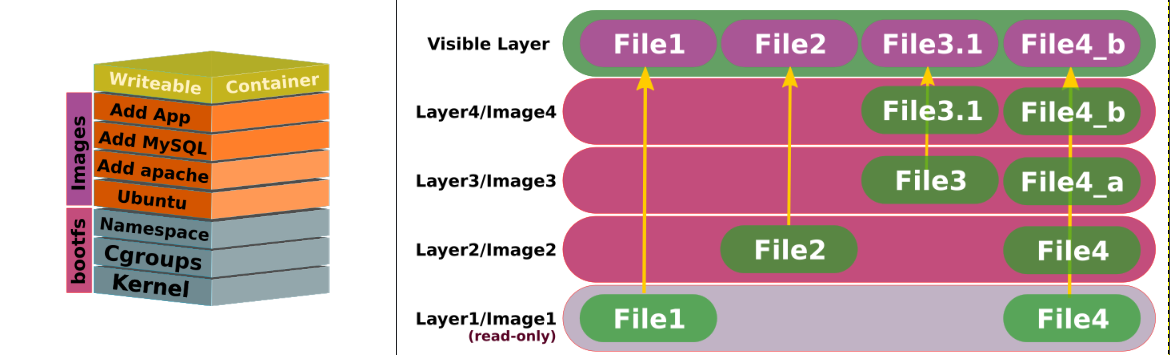 Writeable
Container
Images
Add App
Add MySQL
Add apache
Ubuntu
bootfs
Namespace
Cgroups
Kernel
Visible Layer File1 File2 File3.1 File4_b
Layer4/Image4 File3.1 File4_b
Layer3/Image3 File3 File4_a
Layer2/Image2 File2 File4
Layer1/Image1 File1 File4
(read-only)